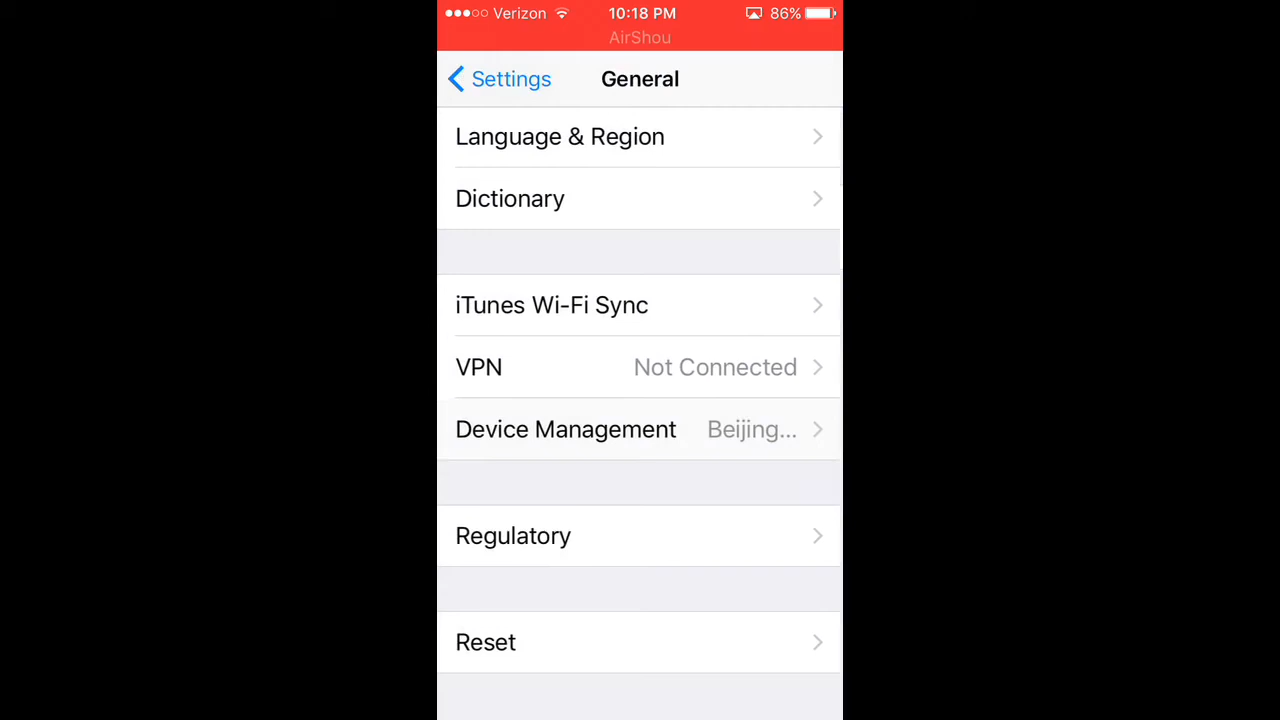 Verizon 10:18 PM 86%
AirShou
Settings General
Language & Region
Dictionary
iTunes Wi-Fi Sync
VPN Not Connected
Device Management Beijing...
Regulatory
Reset